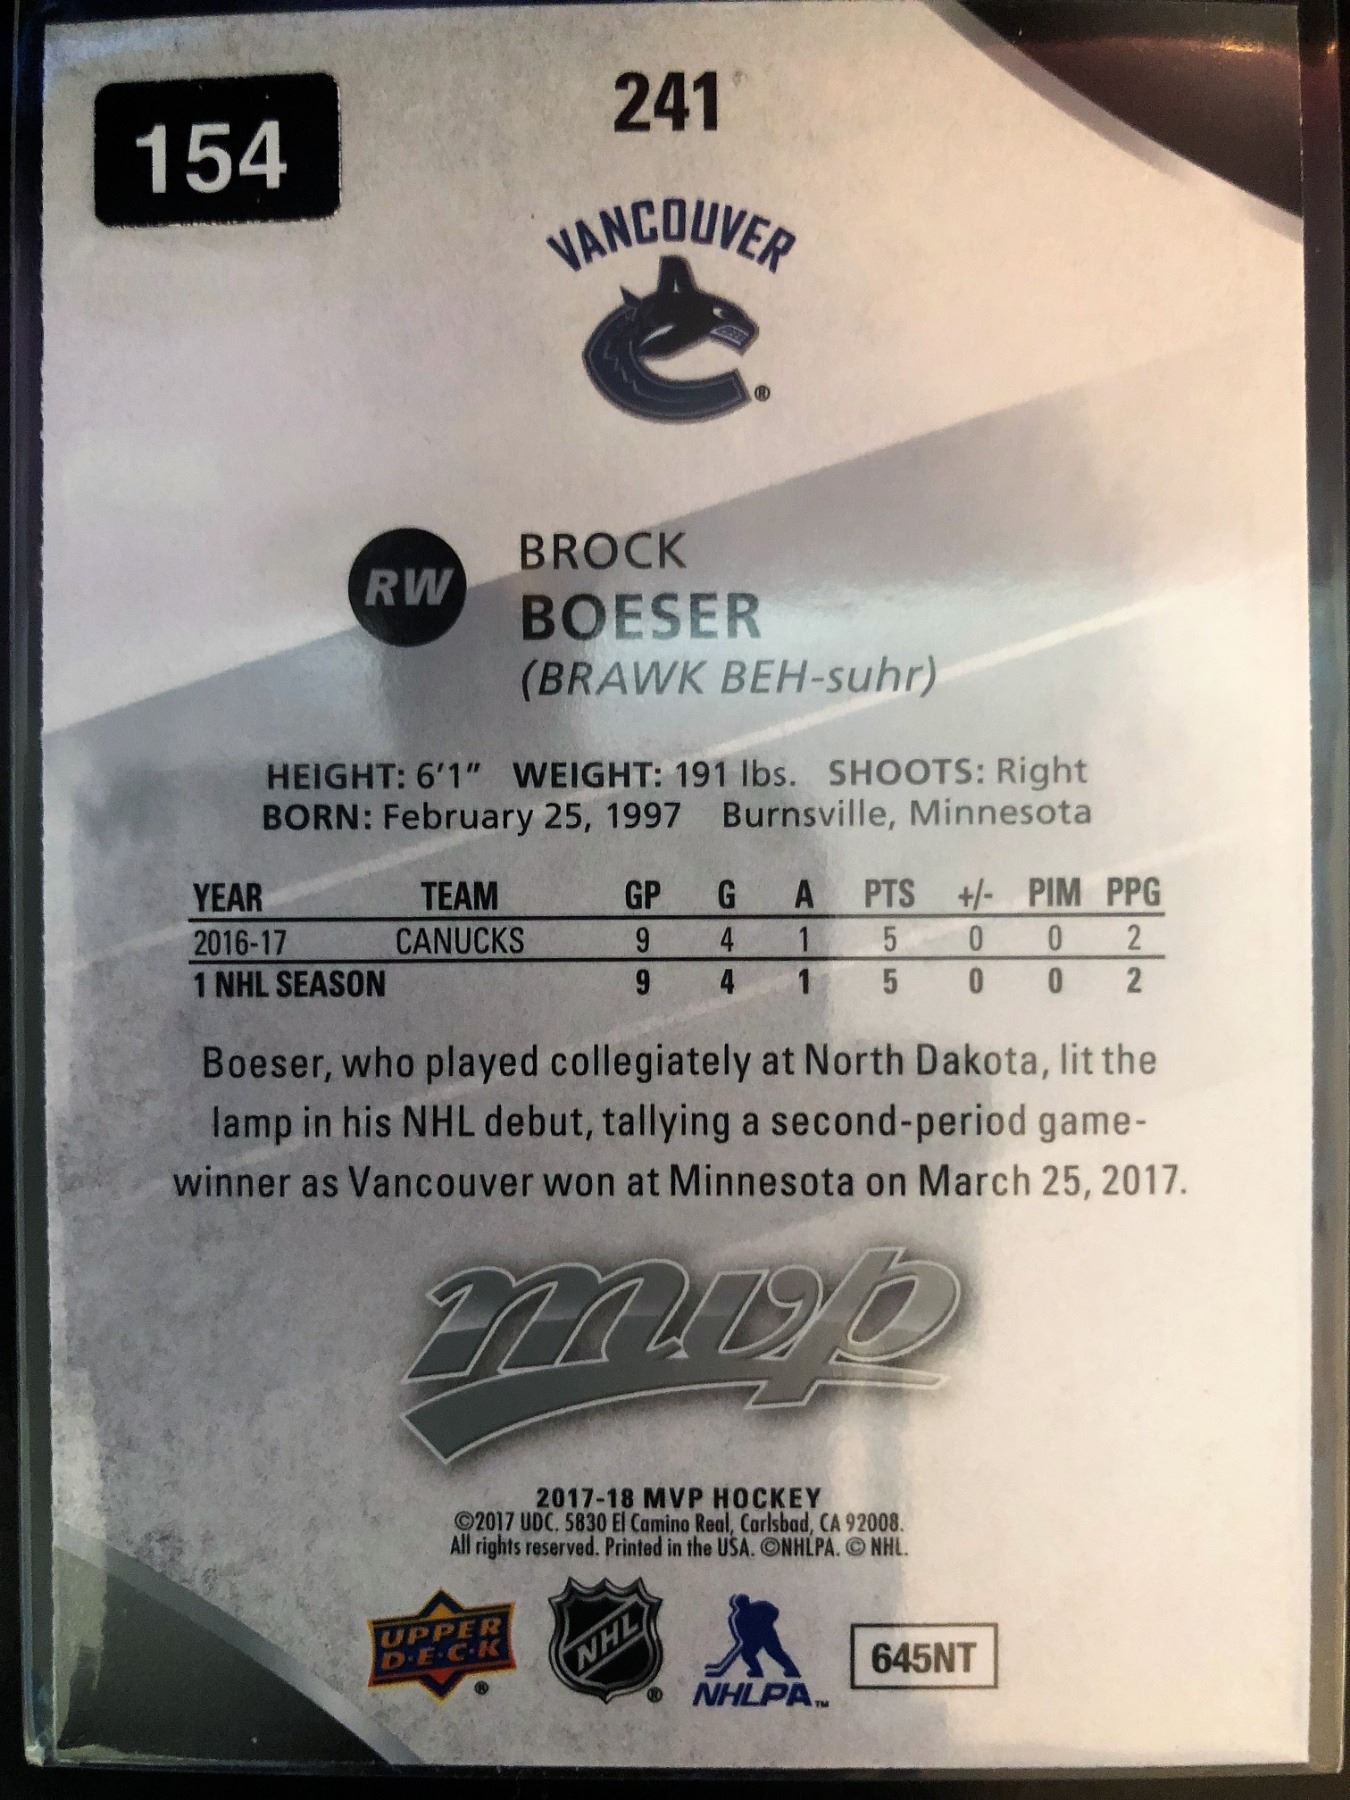 241
154
VANCOUVER
®
RW
BROCK
BOESER
(BRAWK BEH-suhr)
HEIGHT: 6'1" WEIGHT: 191 lbs. SHOOTS: Right
BORN: February 25, 1997 Burnsville, Minnesota
YEAR TEAM GP G A PTS +/- PIM PPG
2016-17 CANUCKS 9 4 1 5 0 0 2
1 NHL SEASON 9 4 1 5 0 0 2
Boeser, who played collegiately at North Dakota, lit the
lamp in his NHL debut, tallying a second-period game-
winner as Vancouver won at Minnesota on March 25, 2017.
mvp
2017-18 MVP HOCKEY
©2017 UDC. 5830 El Camino Real, Carlsbad, CA 92008.
All rights reserved. Printed in the USA. ©NHLPA. © NHL.
UPPER
D·E·C·K ®
NHL ®
NHLPA™
645NT